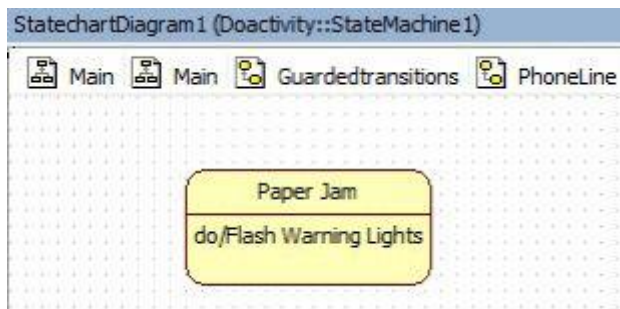 StatechartDiagram1 (Doactivity::StateMachine1)
Main Main Guardedtransitions PhoneLine
Paper Jam
do/Flash Warning Lights